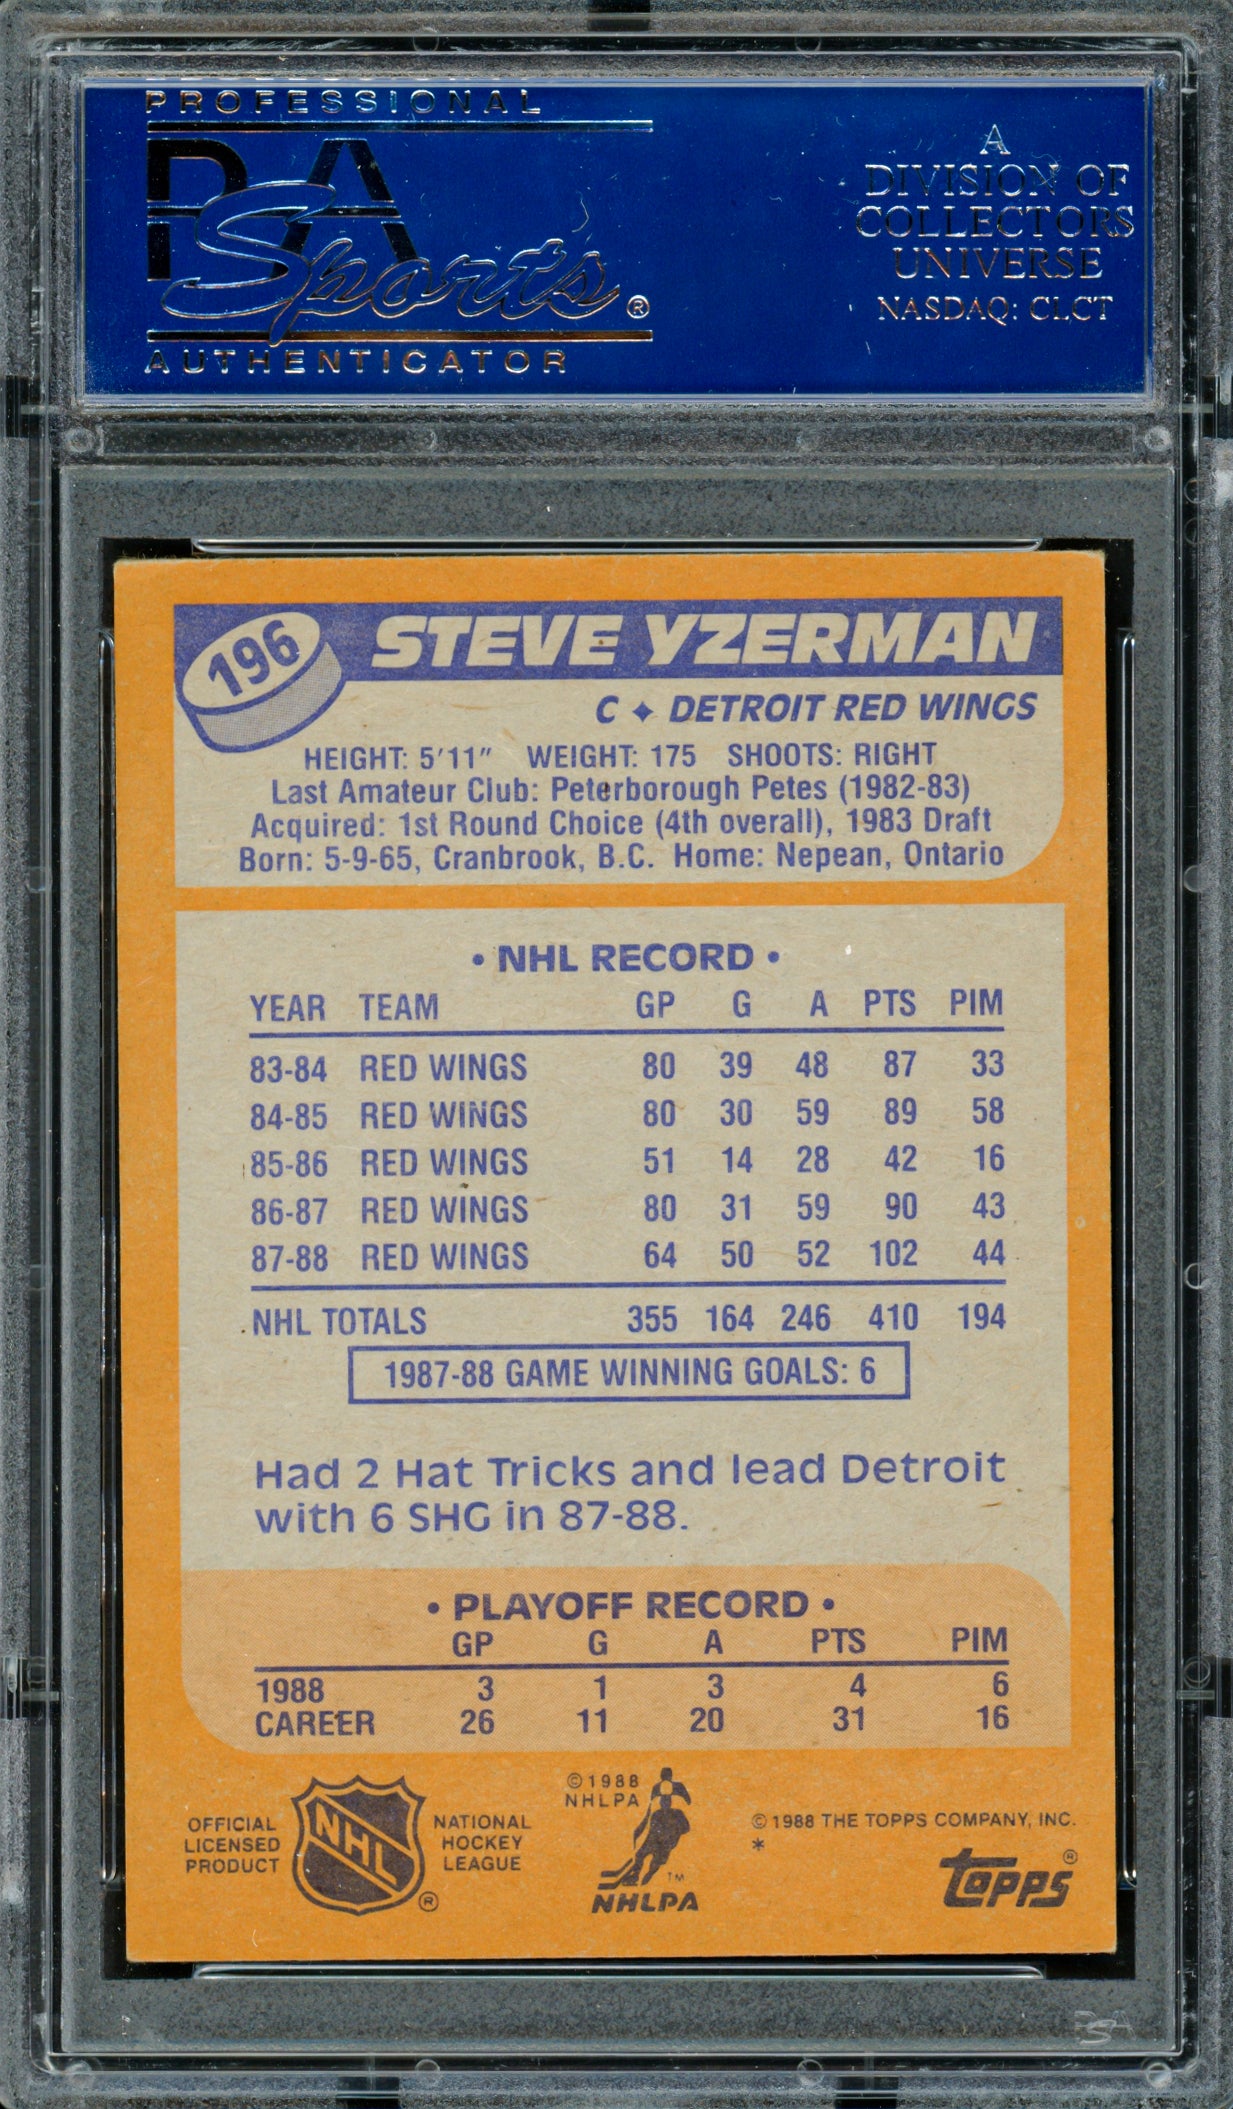 PROFESSIONAL
PSA
Sports®
AUTHENTICATOR
A
DIVISION OF
COLLECTORS
UNIVERSE
NASDAQ: CLCT
196
STEVE YZERMAN
C ✦ DETROIT RED WINGS
HEIGHT: 5'11" WEIGHT: 175 SHOOTS: RIGHT
Last Amateur Club: Peterborough Petes (1982-83)
Acquired: 1st Round Choice (4th overall), 1983 Draft
Born: 5-9-65, Cranbrook, B.C. Home: Nepean, Ontario
• NHL RECORD •
YEAR TEAM GP G A PTS PIM
83-84 RED WINGS 80 39 48 87 33
84-85 RED WINGS 80 30 59 89 58
85-86 RED WINGS 51 14 28 42 16
86-87 RED WINGS 80 31 59 90 43
87-88 RED WINGS 64 50 52 102 44
NHL TOTALS 355 164 246 410 194
1987-88 GAME WINNING GOALS: 6
Had 2 Hat Tricks and lead Detroit
with 6 SHG in 87-88.
• PLAYOFF RECORD •
GP G A PTS PIM
1988 3 1 3 4 6
CAREER 26 11 20 31 16
OFFICIAL
LICENSED
PRODUCT
NHL
®
NATIONAL
HOCKEY
LEAGUE
©1988
NHLPA
TM
NHLPA
©1988 THE TOPPS COMPANY, INC.
*
TOPPS®
PSA